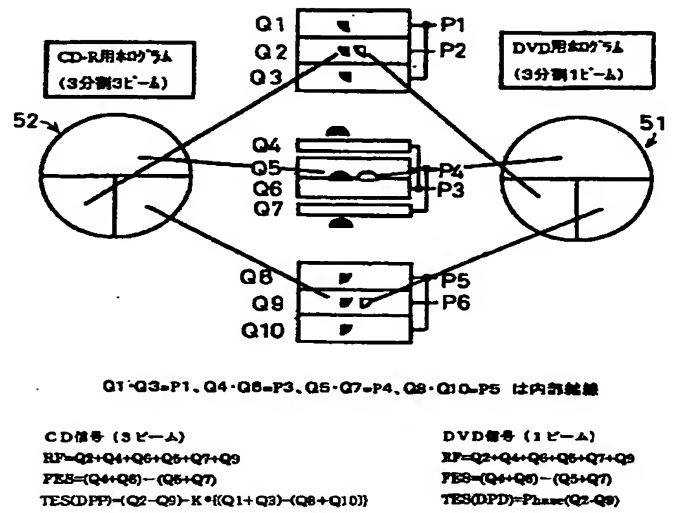 CD-R用ホログラム
(3分割3ビーム)
DVD用ホログラム
(3分割1ビーム)
52
51
Q1
Q2
Q3
P1
P2
Q4
Q5
Q6
Q7
P4
P3
Q8
Q9
Q10
P5
P6
Q1・Q3=P1、Q4・Q6=P3、Q5・Q7=P4、Q8・Q10=P5 は内部結線
CD信号 (3ビーム)
RF=Q2+Q4+Q6+Q5+Q7+Q9
FES=(Q4+Q6)-(Q5+Q7)
TES(DPP)=(Q2-Q9)-K*{(Q1+Q3)-(Q8+Q10)}
DVD信号 (1ビーム)
RF=Q2+Q4+Q6+Q5+Q7+Q9
FES=(Q4+Q6)-(Q5+Q7)
TES(DPD)=Phase(Q2-Q9)